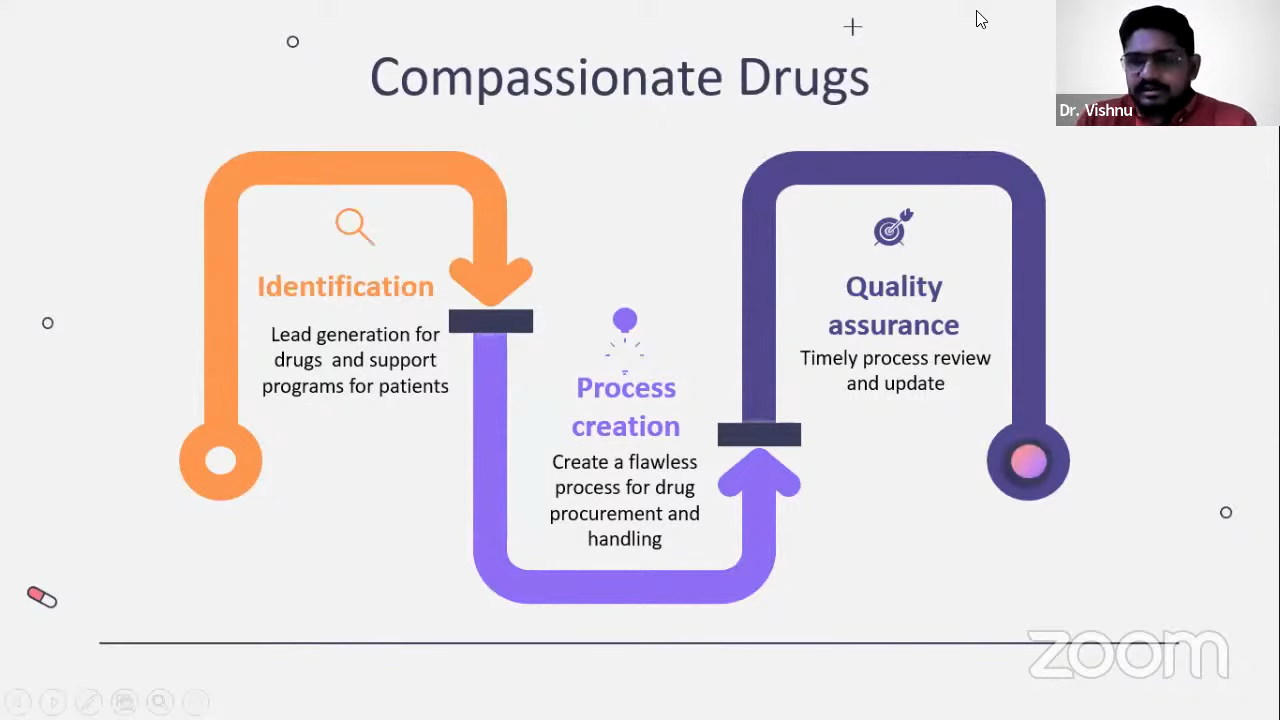 Compassionate Drugs
Dr. Vishnu
Identification
Lead generation for
drugs and support
programs for patients
Process
creation
Create a flawless
process for drug
procurement and
handling
Quality
assurance
Timely process review
and update
zoom